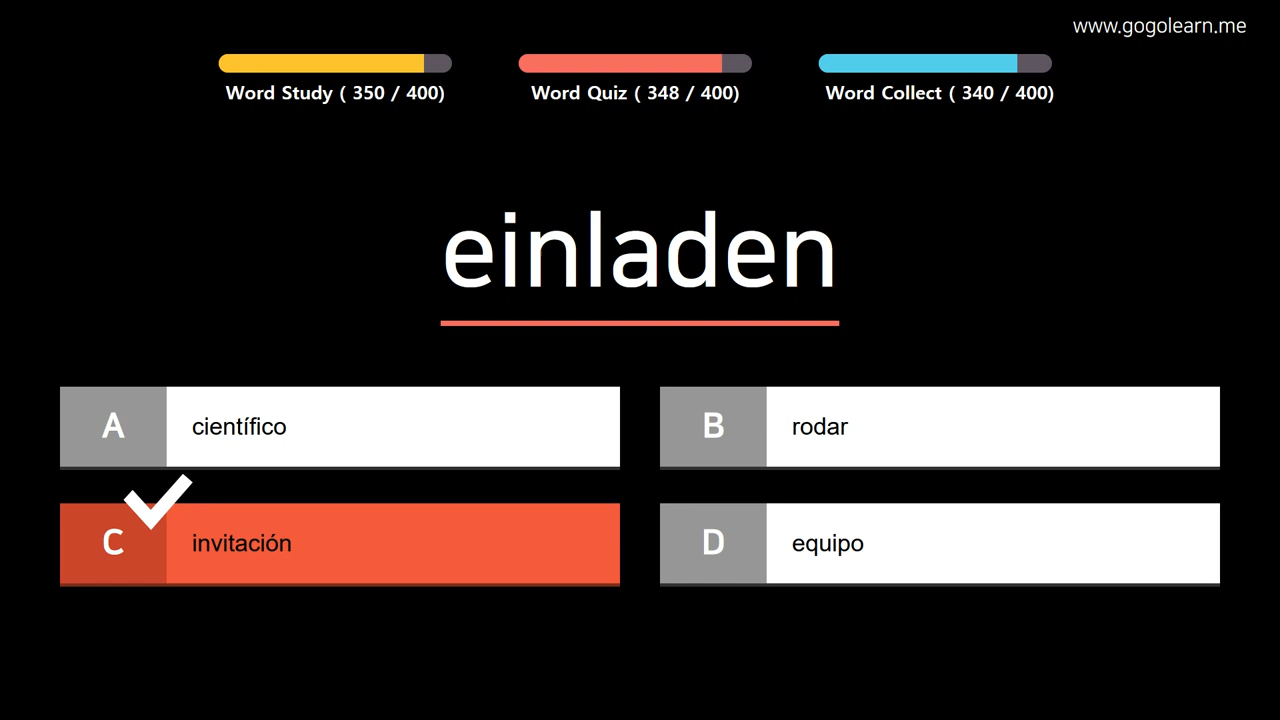 www.gogolearn.me
Word Study ( 350 / 400)
Word Quiz ( 348 / 400)
Word Collect ( 340 / 400)
einladen
A
científico
B
rodar
C
invitación
D
equipo